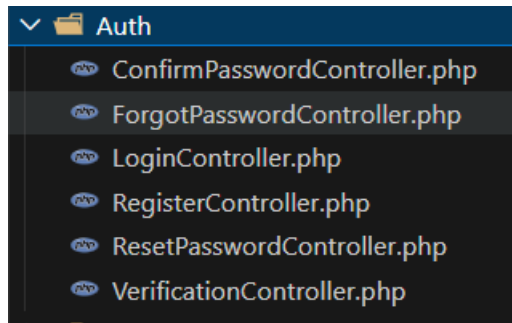 Auth
ConfirmPasswordController.php
ForgotPasswordController.php
LoginController.php
RegisterController.php
ResetPasswordController.php
VerificationController.php